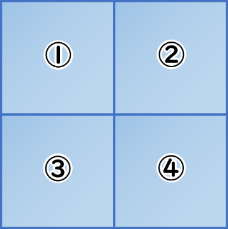 ① ②
③ ④